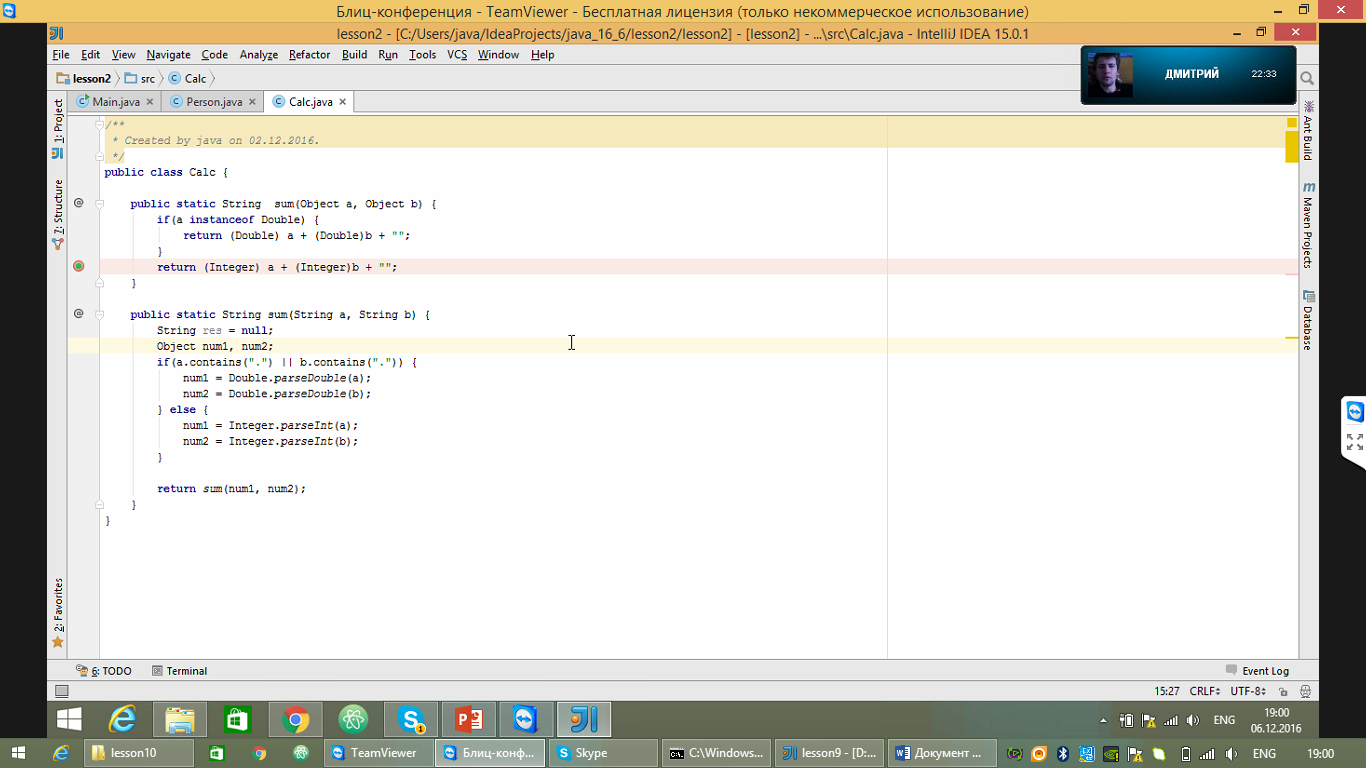 Блиц-конференция - TeamViewer - Бесплатная лицензия (только некоммерческое использование)
lesson2 - [C:/Users/java/IdeaProjects/java_16_6/lesson2/lesson2] - [lesson2] - ...\src\Calc.java - IntelliJ IDEA 15.0.1
File Edit View Navigate Code Analyze Refactor Build Run Tools VCS Window Help
ДМИТРИЙ 22:33
lesson2 src Calc
Main.java Person.java Calc.java
1: Project
7: Structure
2: Favorites
Ant Build
Maven Projects
Database
/**
 * Created by java on 02.12.2016.
 */
public class Calc {
    public static String  sum(Object a, Object b) {
        if(a instanceof Double) {
            return (Double) a + (Double)b + "";
        }
        return (Integer) a + (Integer)b + "";
    }
    public static String sum(String a, String b) {
        String res = null;
        Object num1, num2;
        if(a.contains(".") || b.contains(".")) {
            num1 = Double.parseDouble(a);
            num2 = Double.parseDouble(b);
        } else {
            num1 = Integer.parseInt(a);
            num2 = Integer.parseInt(b);
        }
        return sum(num1, num2);
    }
}
6: TODO Terminal Event Log
15:27 CRLF UTF-8
ENG 19:00
06.12.2016
lesson10 TeamViewer Блиц-конф... Skype C:\Windows... lesson9 - [D:... Документ ... ENG 19:00